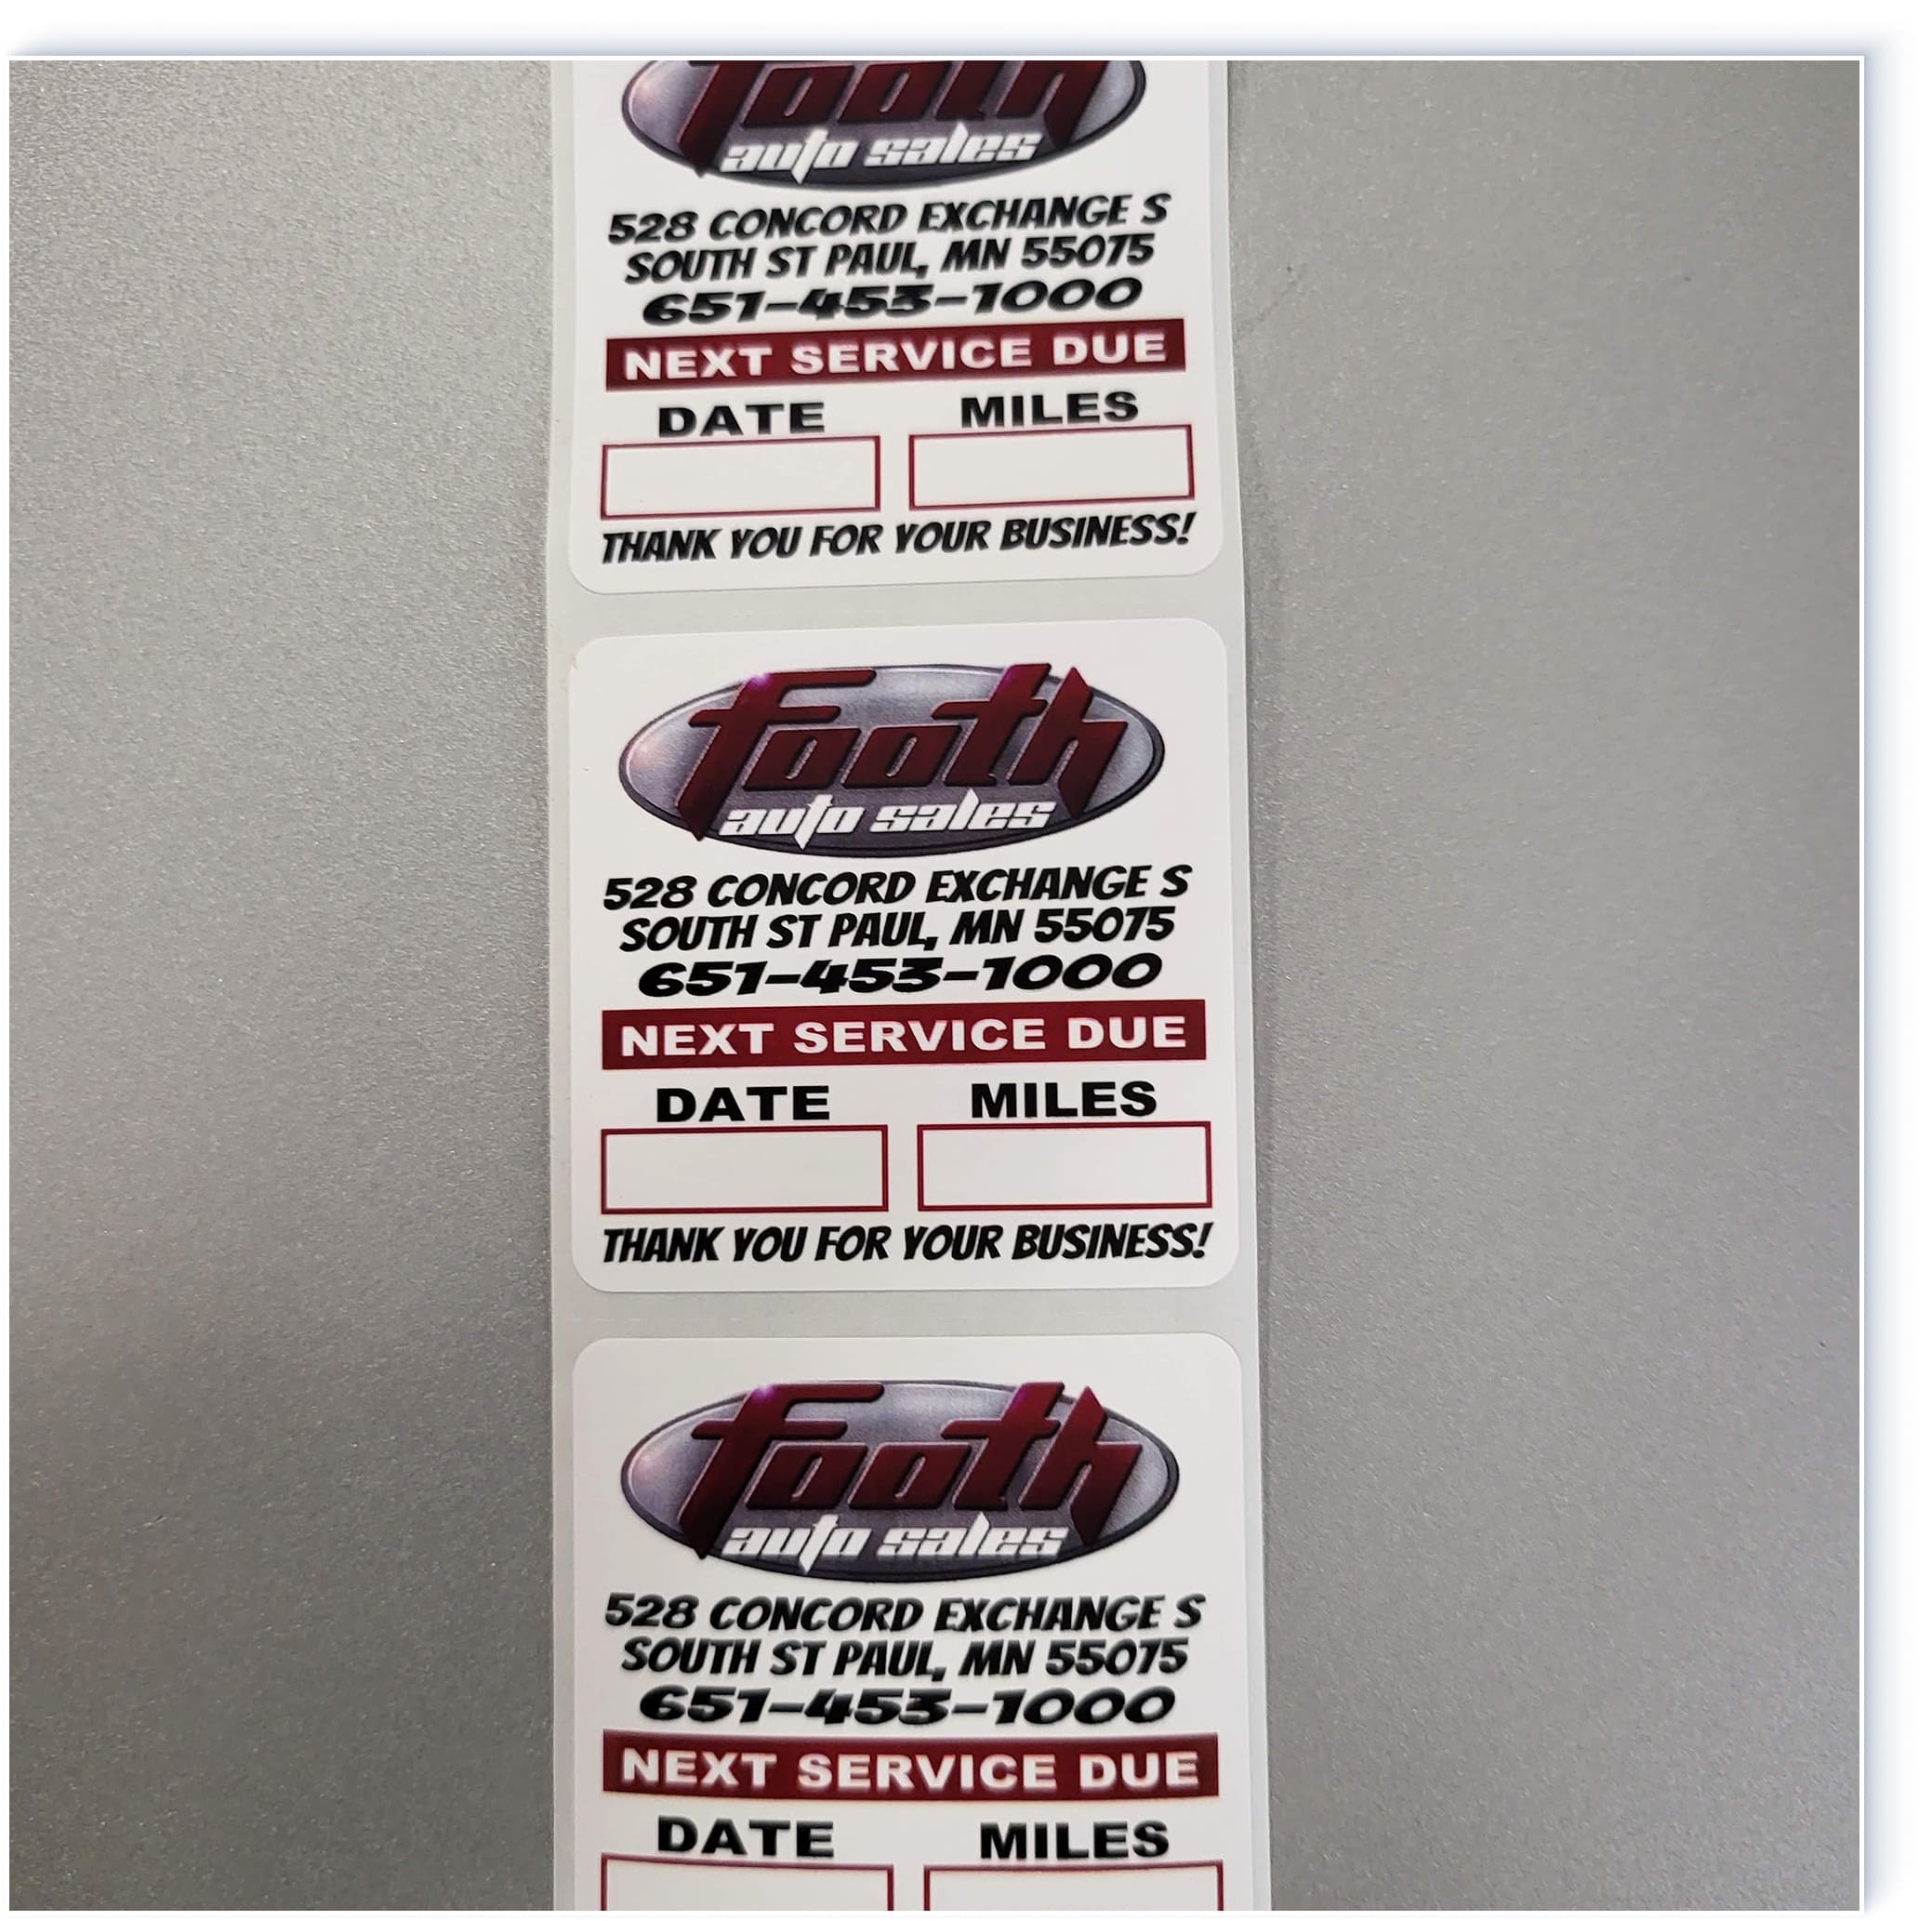 footh
auto sales
528 CONCORD EXCHANGE S
SOUTH ST PAUL, MN 55075
651-453-1000
NEXT SERVICE DUE
DATE MILES
THANK YOU FOR YOUR BUSINESS!
footh
auto sales
528 CONCORD EXCHANGE S
SOUTH ST PAUL, MN 55075
651-453-1000
NEXT SERVICE DUE
DATE MILES
THANK YOU FOR YOUR BUSINESS!
footh
auto sales
528 CONCORD EXCHANGE S
SOUTH ST PAUL, MN 55075
651-453-1000
NEXT SERVICE DUE
DATE MILES